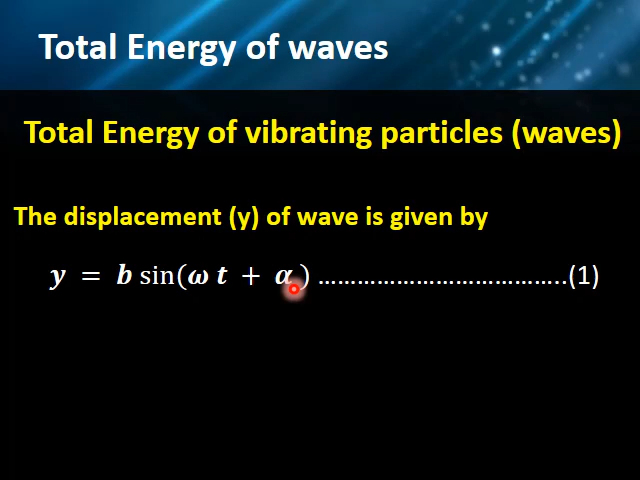 Total Energy of waves
Total Energy of vibrating particles (waves)
The displacement (y) of wave is given by
y = b sin(ω t + α) ……………………………….. (1)